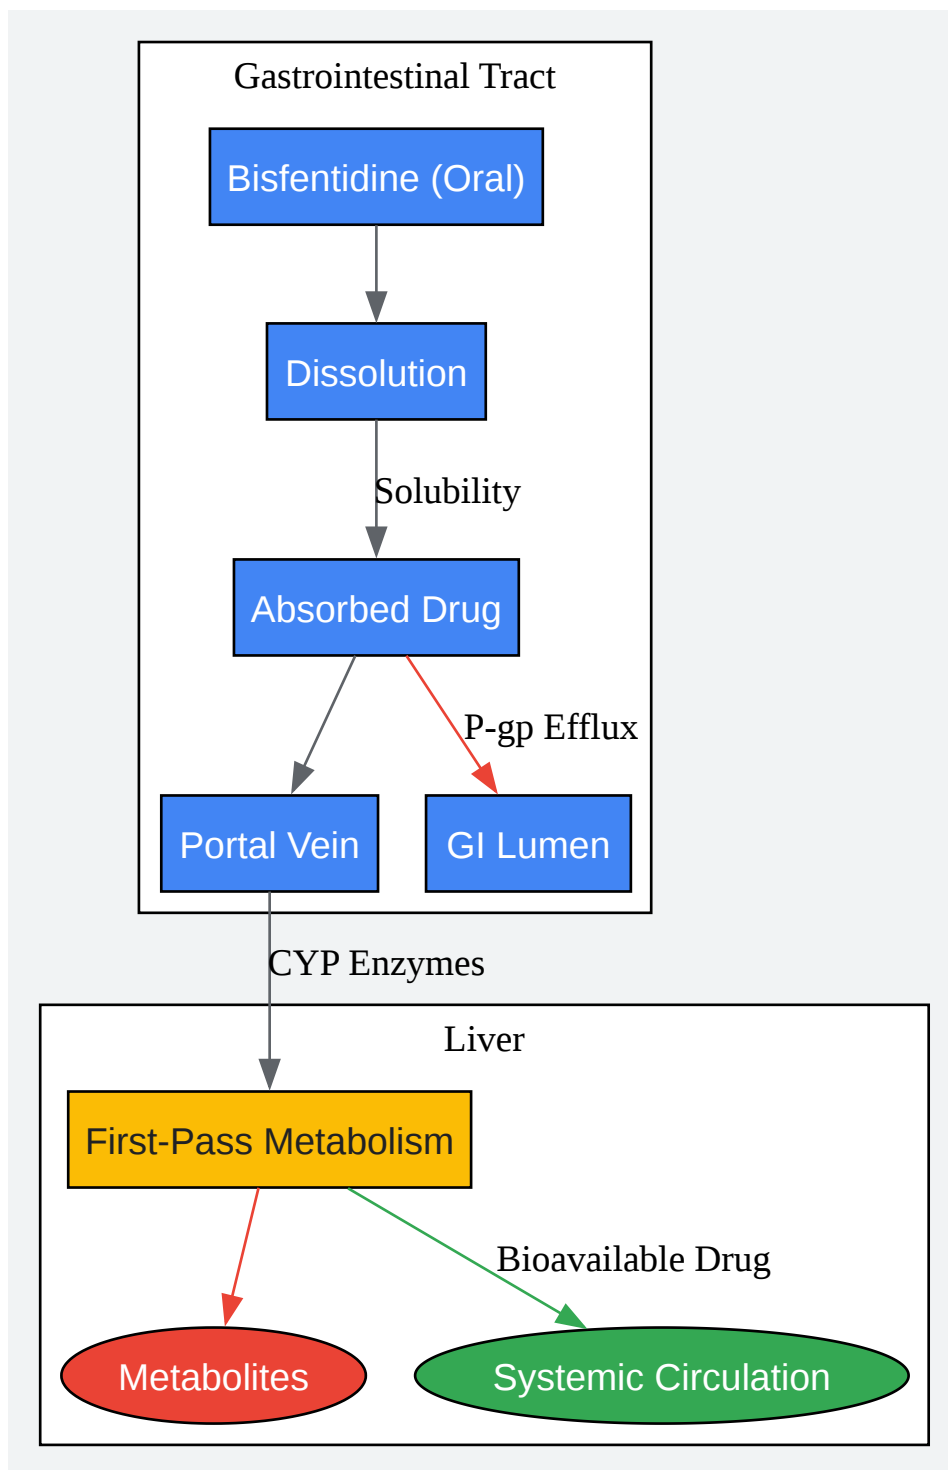 Gastrointestinal Tract
Bisfentidine (Oral)
Dissolution
Solubility
Absorbed Drug
P-gp Efflux
Portal Vein
GI Lumen
CYP Enzymes
Liver
First-Pass Metabolism
Bioavailable Drug
Metabolites
Systemic Circulation